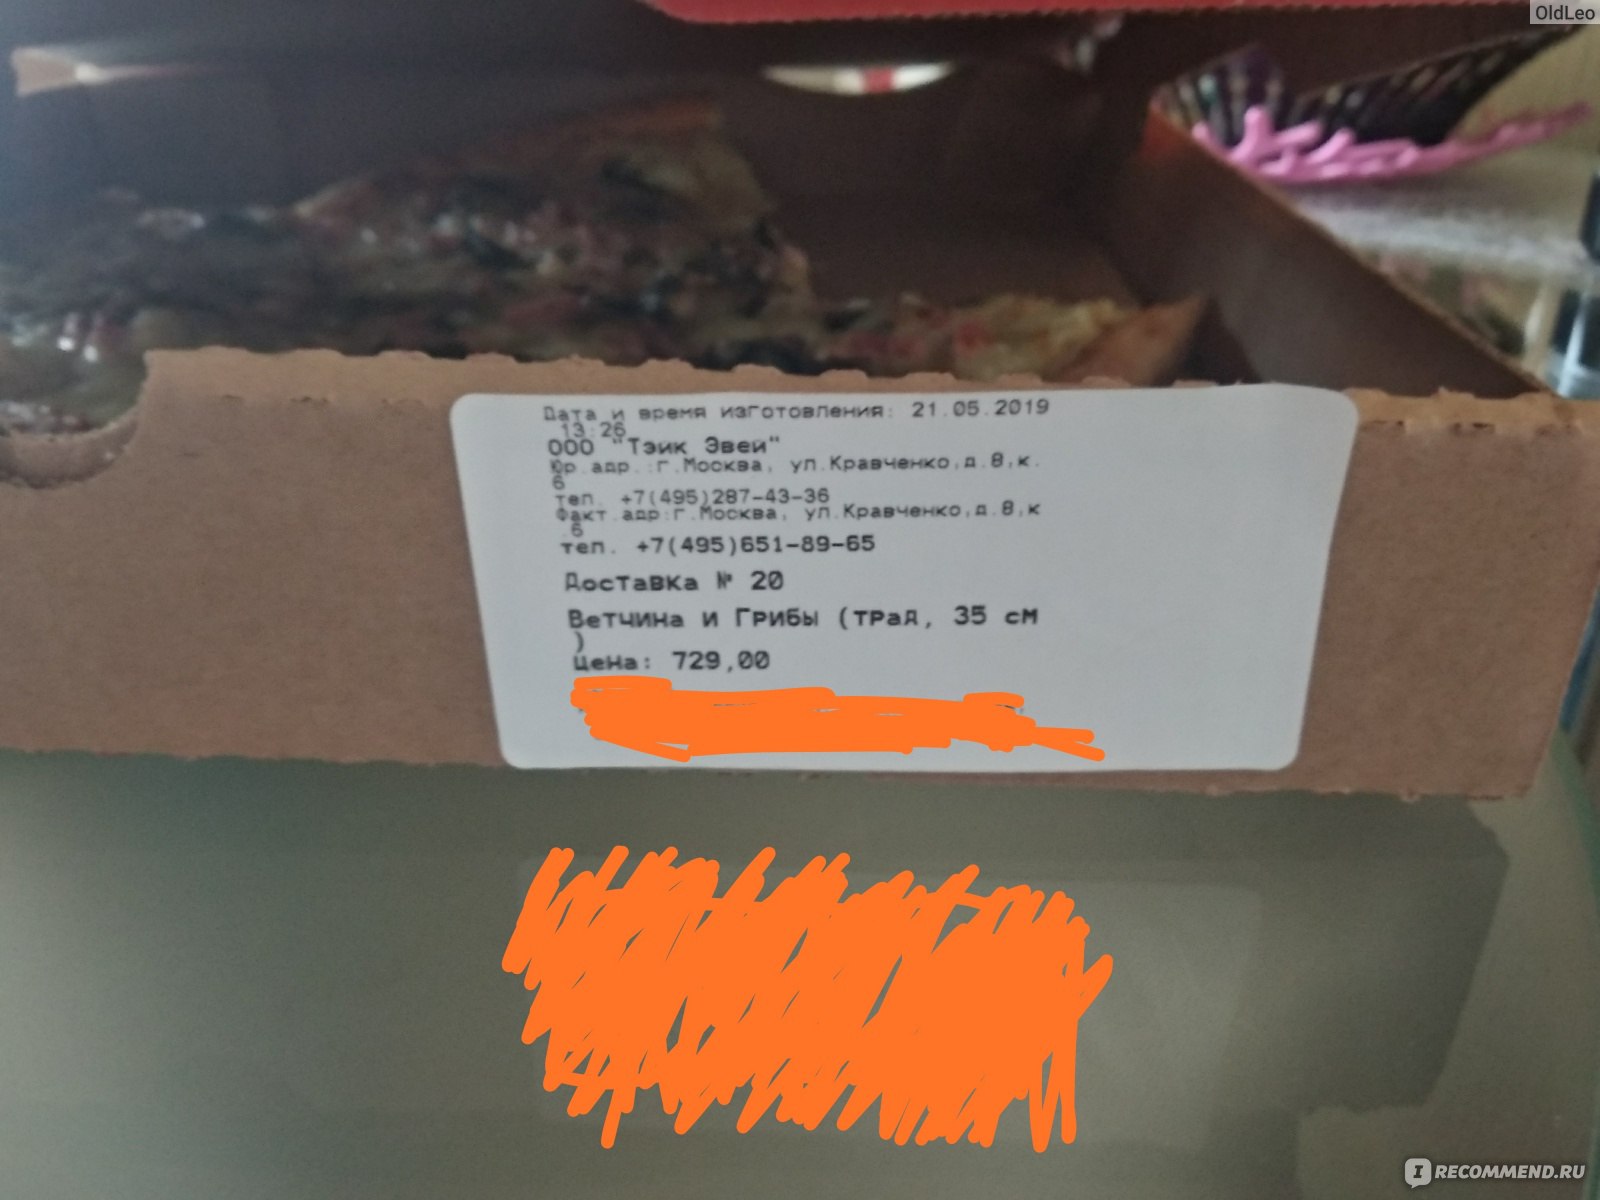 OldLeo
Дата и время изготовления: 21.05.2019
13:26
ООО "Тэйк Эвей"
Юр.адр.:г.Москва, ул.Кравченко,д.8,к.
6
тел. +7(495)287-43-36
Факт.адр:г.Москва, ул.Кравченко,д.8,к
.6
тел. +7(495)651-89-65
Доставка № 20
Ветчина и Грибы (трад, 35 см
)
Цена: 729,00
IRECOMMEND.RU